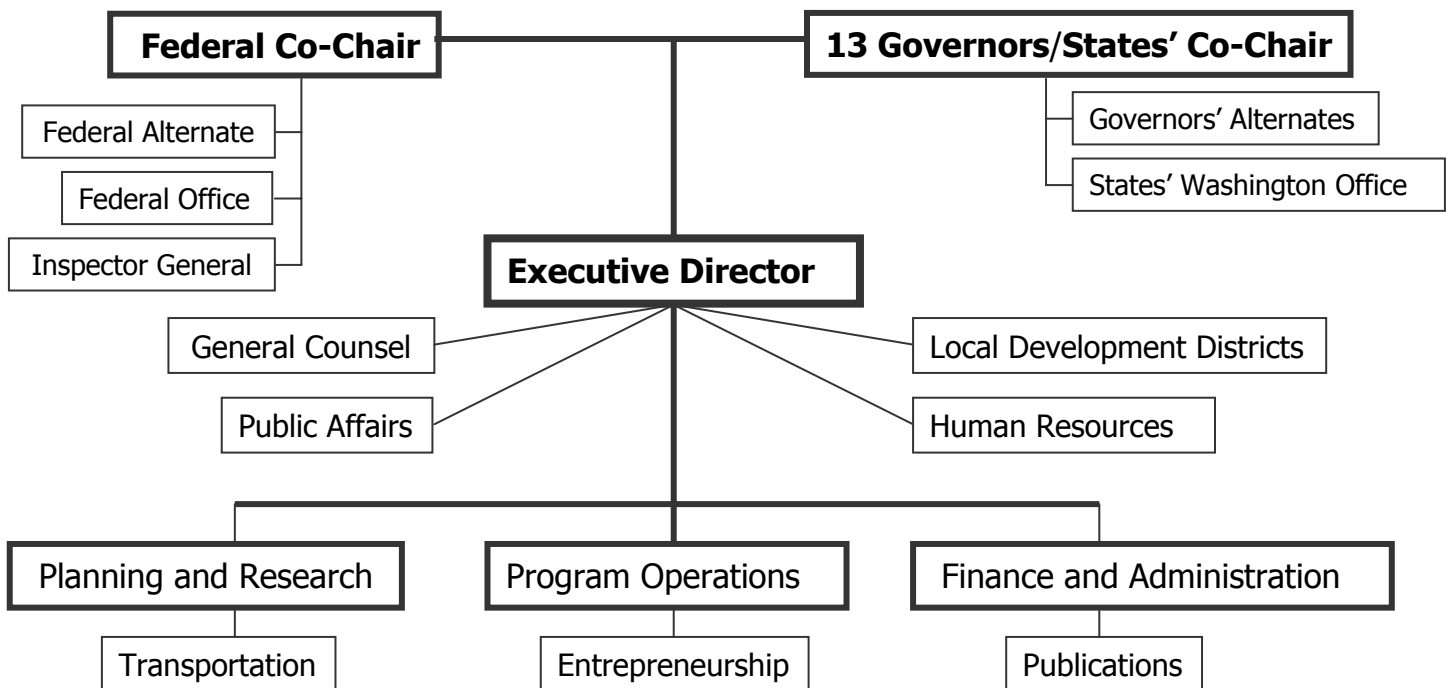 Federal Co-Chair
13 Governors/States’ Co-Chair
Federal Alternate
Governors’ Alternates
Federal Office
States’ Washington Office
Inspector General
Executive Director
General Counsel
Local Development Districts
Public Affairs
Human Resources
Planning and Research
Program Operations
Finance and Administration
Transportation
Entrepreneurship
Publications